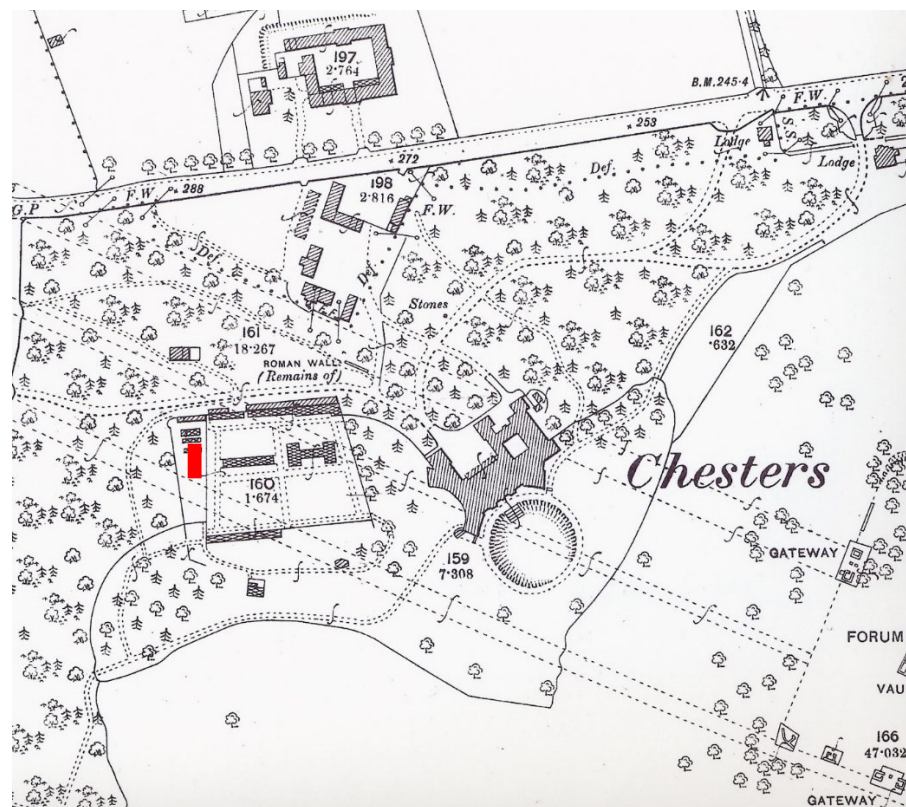 197
2·764
B.M. 245·4
F.W.
253
S.S.
Lodge
Lodge
272
Def.
198
2·816
F.W.
288
F.W.
G.P
Def.
Def.
Stones
161
18·267
ROMAN WALL
(Remains of)
162
·632
Chesters
160
1·674
159
7·308
GATEWAY
FORUM
VAU
166
47·032
GATEWAY